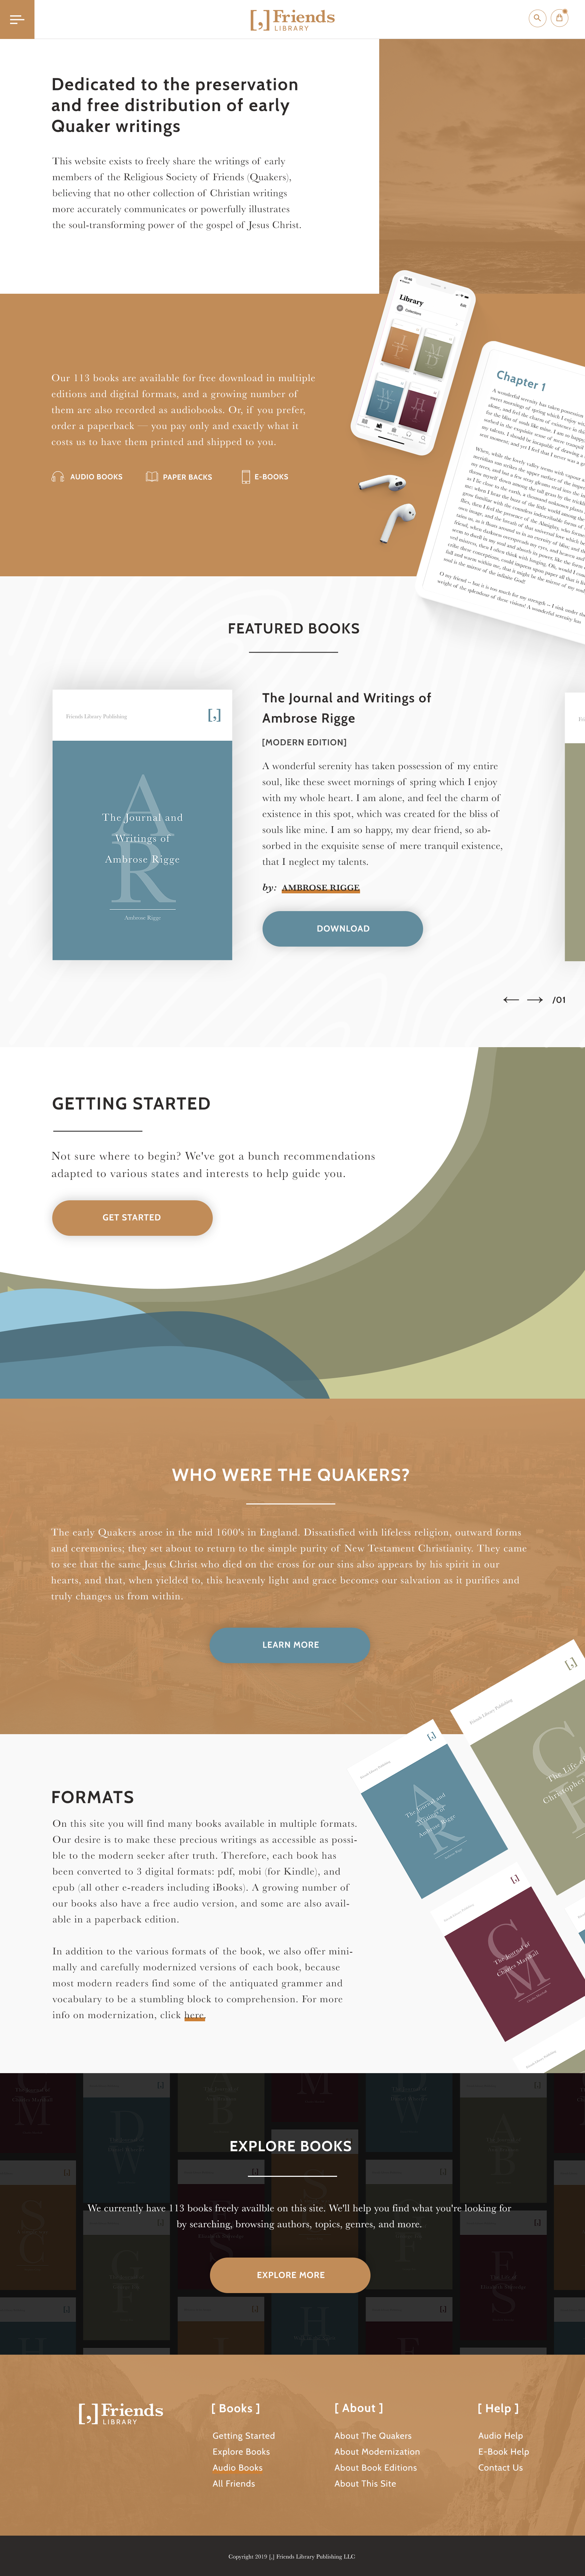 [,] Friends
LIBRARY
Dedicated to the preservation
and free distribution of early
Quaker writings
This website exists to freely share the writings of early
members of the Religious Society of Friends (Quakers),
believing that no other collection of Christian writings
more accurately communicates or powerfully illustrates
the soul-transforming power of the gospel of Jesus Christ.
Library
Edit
Chapter 1
Our 113 books are available for free download in multiple
editions and digital formats, and a growing number of
them are also recorded as audiobooks. Or, if you prefer,
order a paperback — you pay only and exactly what it
costs us to have them printed and shipped to you.
AUDIO BOOKS
PAPER BACKS
E-BOOKS
FEATURED BOOKS
Friends Library Publishing
[,]
AR
The Journal and
Writings of
Ambrose Rigge
Ambrose Rigge
The Journal and Writings of
Ambrose Rigge
[MODERN EDITION]
A wonderful serenity has taken possession of my entire
soul, like these sweet mornings of spring which I enjoy
with my whole heart. I am alone, and feel the charm of
existence in this spot, which was created for the bliss of
souls like mine. I am so happy, my dear friend, so ab-
sorbed in the exquisite sense of mere tranquil existence,
that I neglect my talents.
by: AMBROSE RIGGE
DOWNLOAD
/01
GETTING STARTED
Not sure where to begin? We've got a bunch recommendations
adapted to various states and interests to help guide you.
GET STARTED
WHO WERE THE QUAKERS?
The early Quakers arose in the mid 1600's in England. Dissatisfied with lifeless religion, outward forms
and ceremonies; they set about to return to the simple purity of New Testament Christianity. They came
to see that the same Jesus Christ who died on the cross for our sins also appears by his spirit in our
hearts, and that, when yielded to, this heavenly light and grace becomes our salvation as it purifies and
truly changes us from within.
LEARN MORE
FORMATS
On this site you will find many books available in multiple formats.
Our desire is to make these precious writings as accessible as possi-
ble to the modern seeker after truth. Therefore, each book has
been converted to 3 digital formats: pdf, mobi (for Kindle), and
epub (all other e-readers including iBooks). A growing number of
our books also have a free audio version, and some are also avail-
able in a paperback edition.
In addition to the various formats of the book, we also offer mini-
mally and carefully modernized versions of each book, because
most modern readers find some of the antiquated grammar and
vocabulary to be a stumbling block to comprehension. For more
info on modernization, click here.
Friends Library Publishing
[,]
The Life of
Christopher
The Journal and
Writings of
Ambrose Rigge
The Journal of
Charles Marshall
EXPLORE BOOKS
We currently have 113 books freely availble on this site. We'll help you find what you're looking for
by searching, browsing authors, topics, genres, and more.
EXPLORE MORE
[,] Friends
LIBRARY
[ Books ]
Getting Started
Explore Books
Audio Books
All Friends
[ About ]
About The Quakers
About Modernization
About Book Editions
About This Site
[ Help ]
Audio Help
E-Book Help
Contact Us
Copyright 2019 [,] Friends Library Publishing LLC